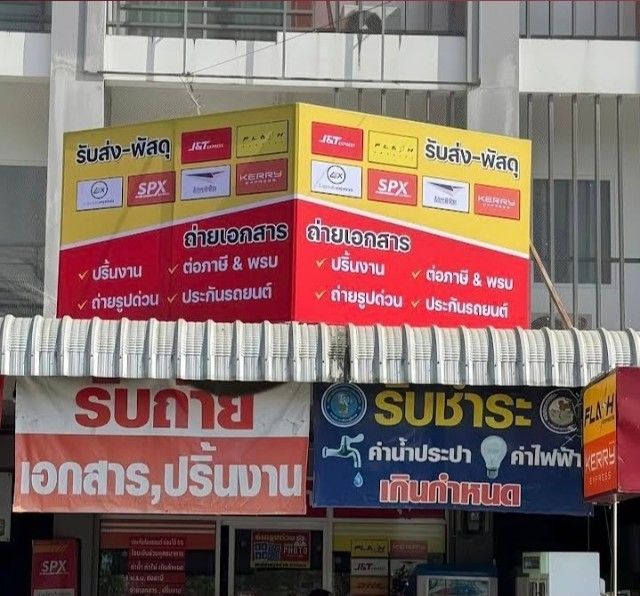 รับส่ง-พัสดุ
J&T EXPRESS
FLASH
LEX
SPX
KERRY EXPRESS
ถ่ายเอกสาร
✓ ปริ้นงาน ✓ ต่อภาษี & พรบ
✓ ถ่ายรูปด่วน ✓ ประกันรถยนต์
J&T EXPRESS
FLASH
รับส่ง-พัสดุ
SPX
KERRY EXPRESS
ถ่ายเอกสาร
✓ ปริ้นงาน ✓ ต่อภาษี & พรบ
✓ ถ่ายรูปด่วน ✓ ประกันรถยนต์
รับถ่าย
เอกสาร,ปริ้นงาน
รับชำระ
ค่าน้ำประปา ค่าไฟฟ้า
เกินกำหนด
FLASH
KERRY
EXPRESS
SPX
PHOTO
FLASH
KERRY
J&T